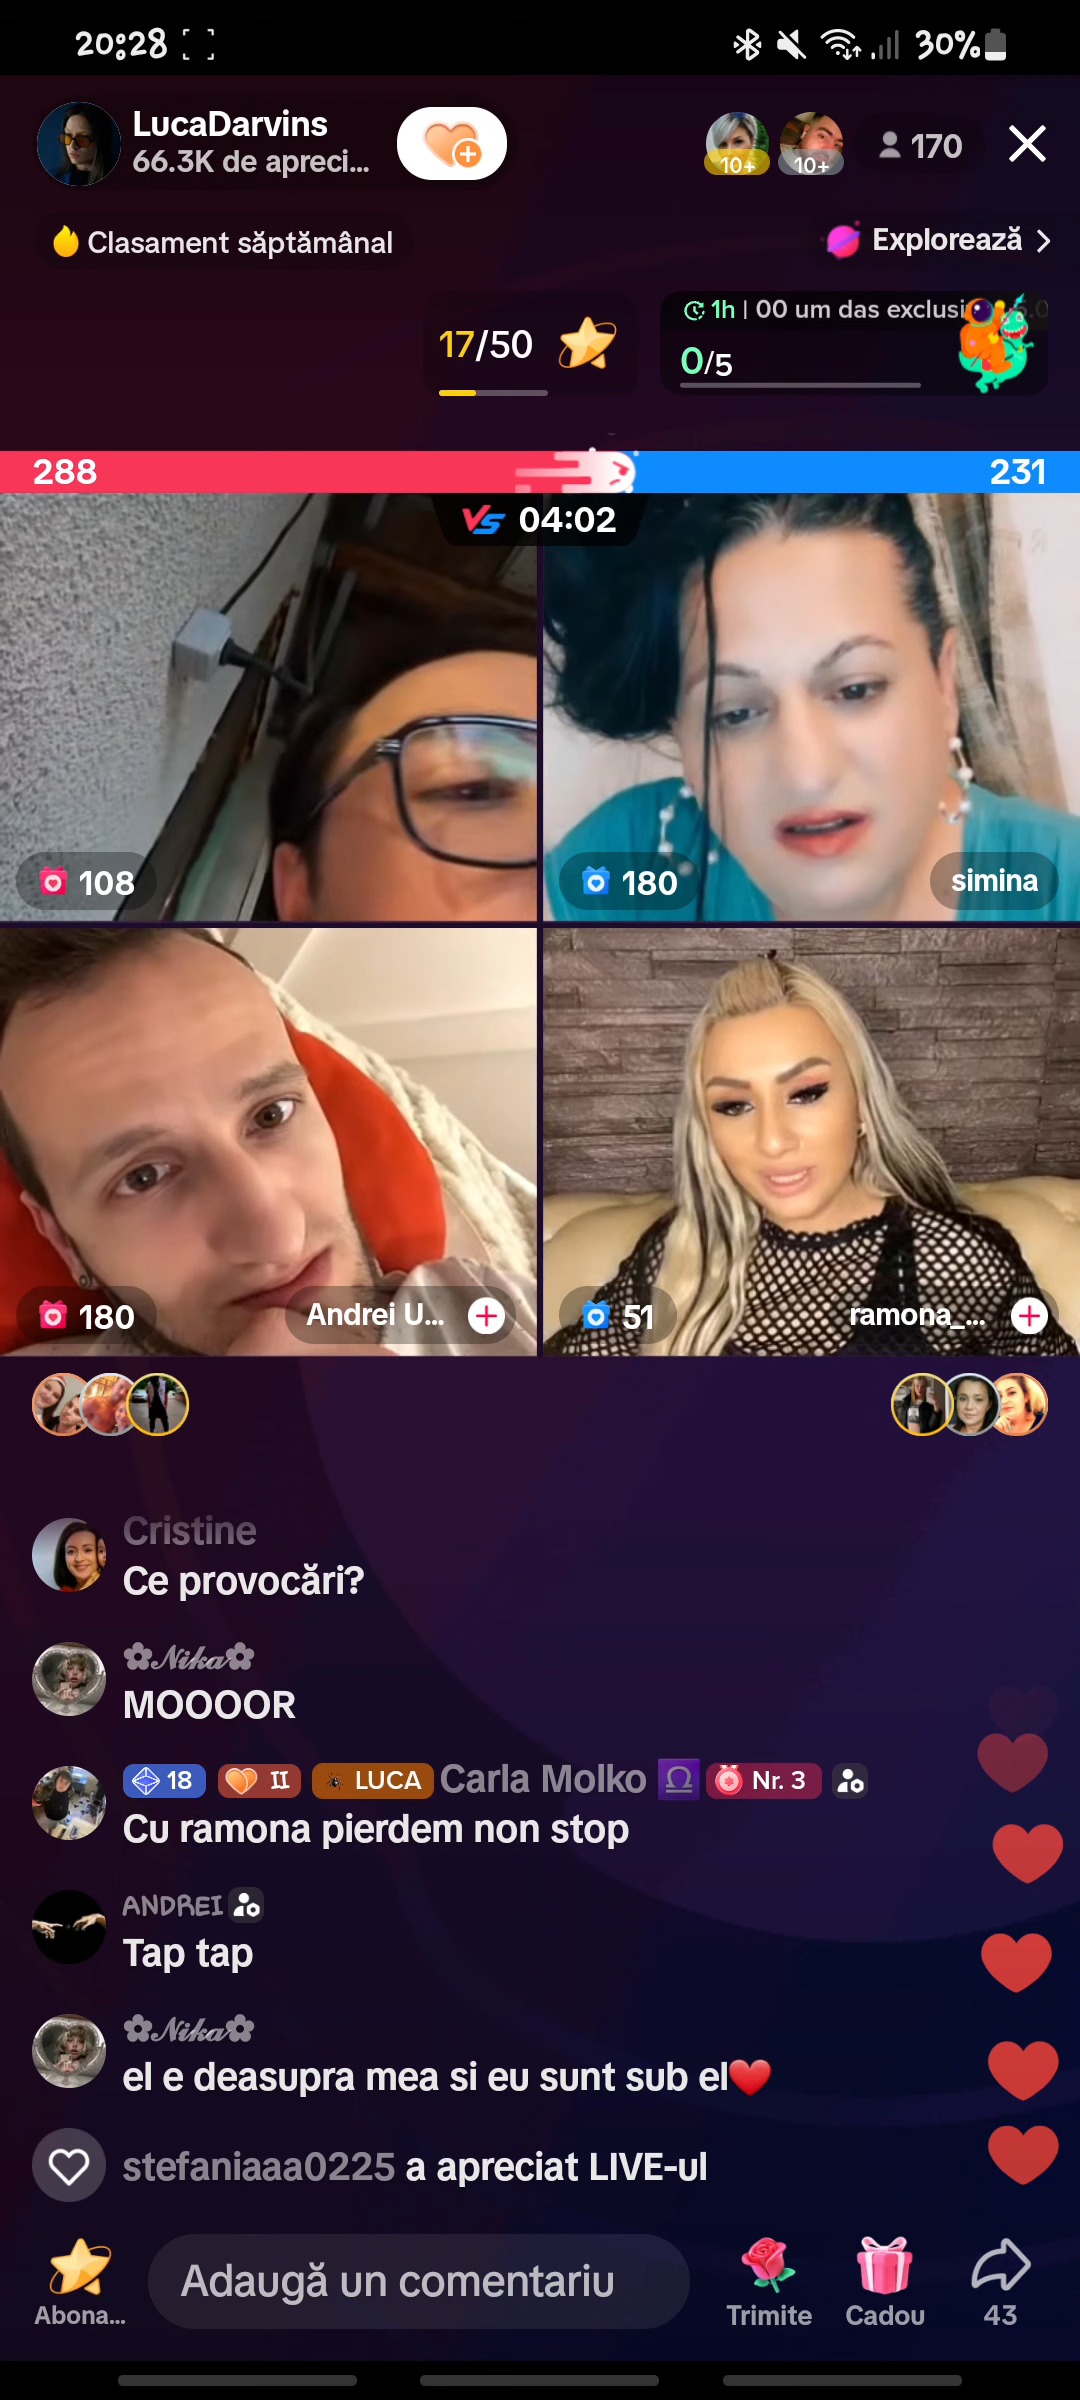 20:28
30%
LucaDarvins
66.3K de apreci...
10+
10+
170
Clasament săptămânal
Explorează
17/50
1h | 00 um das exclusi
0/5
288
231
VS 04:02
108
180
simina
180
Andrei U...
51
ramona_...
Cristine
Ce provocări?
✿𝓝𝓲𝓴𝓪✿
MOOOOR
18 II LUCA Carla Molko ♎ Nr. 3
Cu ramona pierdem non stop
ANDREI
Tap tap
✿𝓝𝓲𝓴𝓪✿
el e deasupra mea si eu sunt sub el❤️
stefaniaaa0225 a apreciat LIVE-ul
Abona...
Adaugă un comentariu
Trimite
Cadou
43